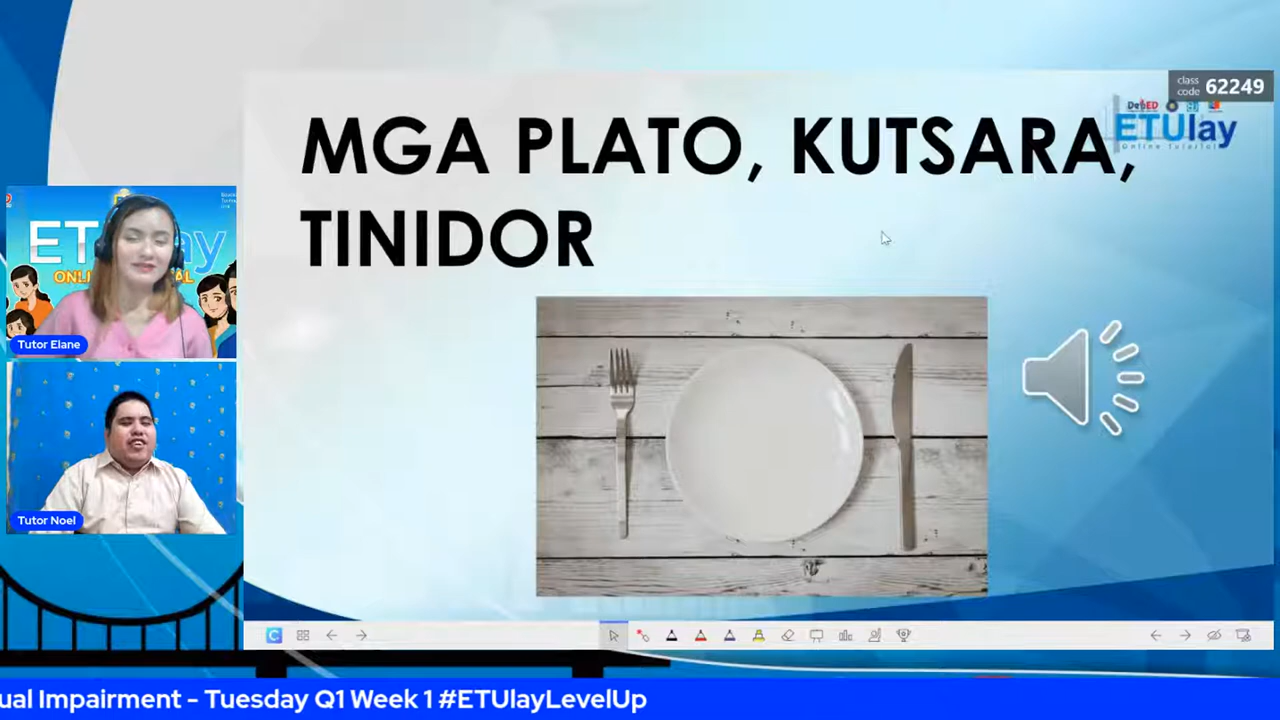 class
code 62249
DepED
ETUlay
Online Tutorial
MGA PLATO, KUTSARA,
TINIDOR
Tutor Elane
Tutor Noel
ual Impairment - Tuesday Q1 Week 1 #ETUlayLevelUp